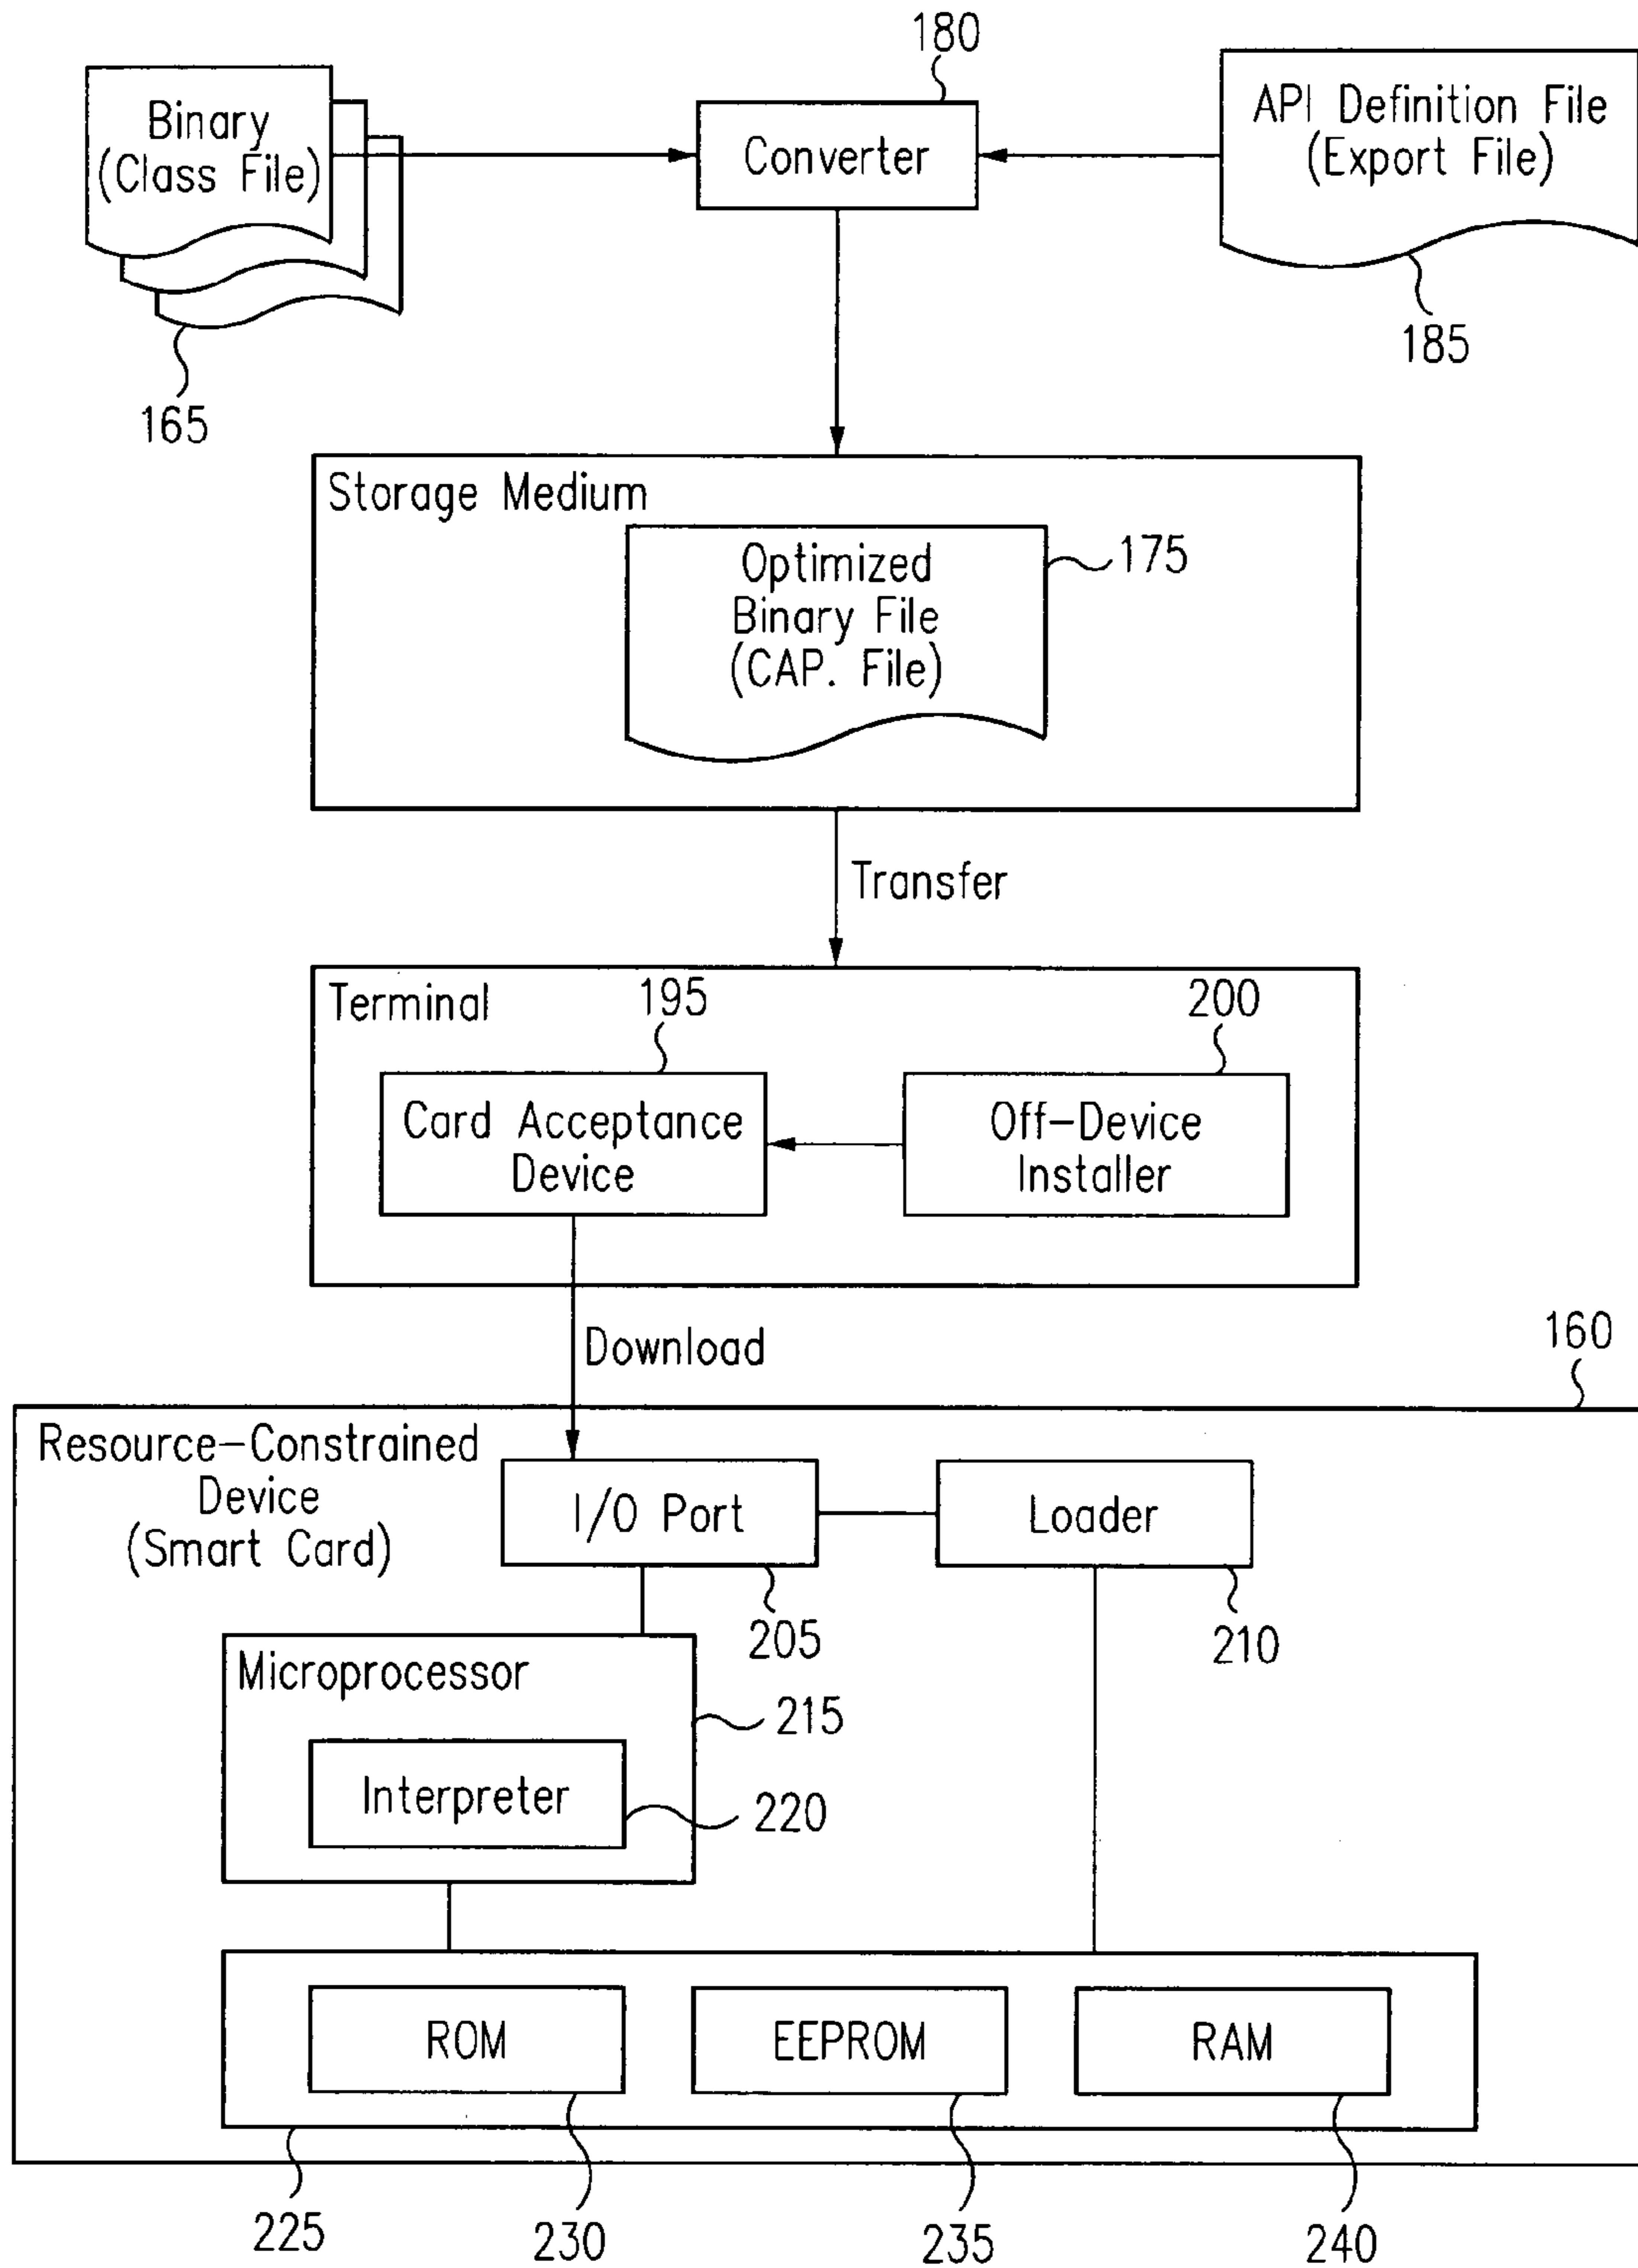 180
Binary
(Class File)
Converter
API Definition File
(Export File)
165
185
Storage Medium
Optimized
Binary File
(CAP. File)
175
Transfer
Terminal
195
200
Card Acceptance
Device
Off-Device
Installer
Download
160
Resource-Constrained
Device
(Smart Card)
I/O Port
Loader
205
210
Microprocessor
215
Interpreter
220
ROM
EEPROM
RAM
225
230
235
240